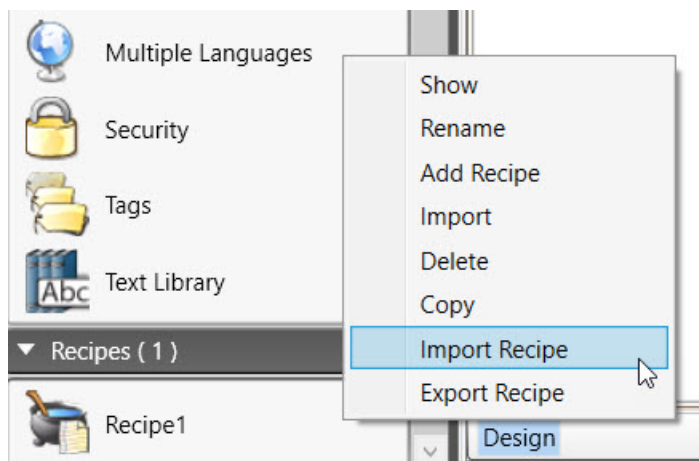 Multiple Languages
Security
Tags
Abc
Text Library
Recipes ( 1 )
Recipe1
Show
Rename
Add Recipe
Import
Delete
Copy
Import Recipe
Export Recipe
Design